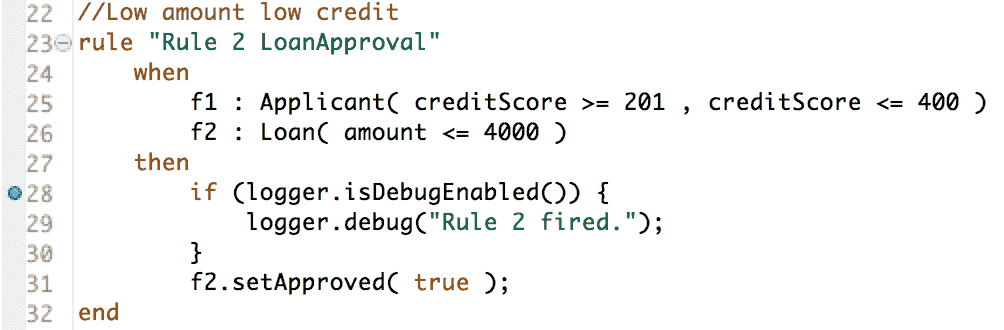 22 //Low amount low credit
23 rule "Rule 2 LoanApproval"
24     when
25         f1 : Applicant( creditScore >= 201 , creditScore <= 400 )
26         f2 : Loan( amount <= 4000 )
27     then
28         if (logger.isDebugEnabled()) {
29             logger.debug("Rule 2 fired.");
30         }
31         f2.setApproved( true );
32 end